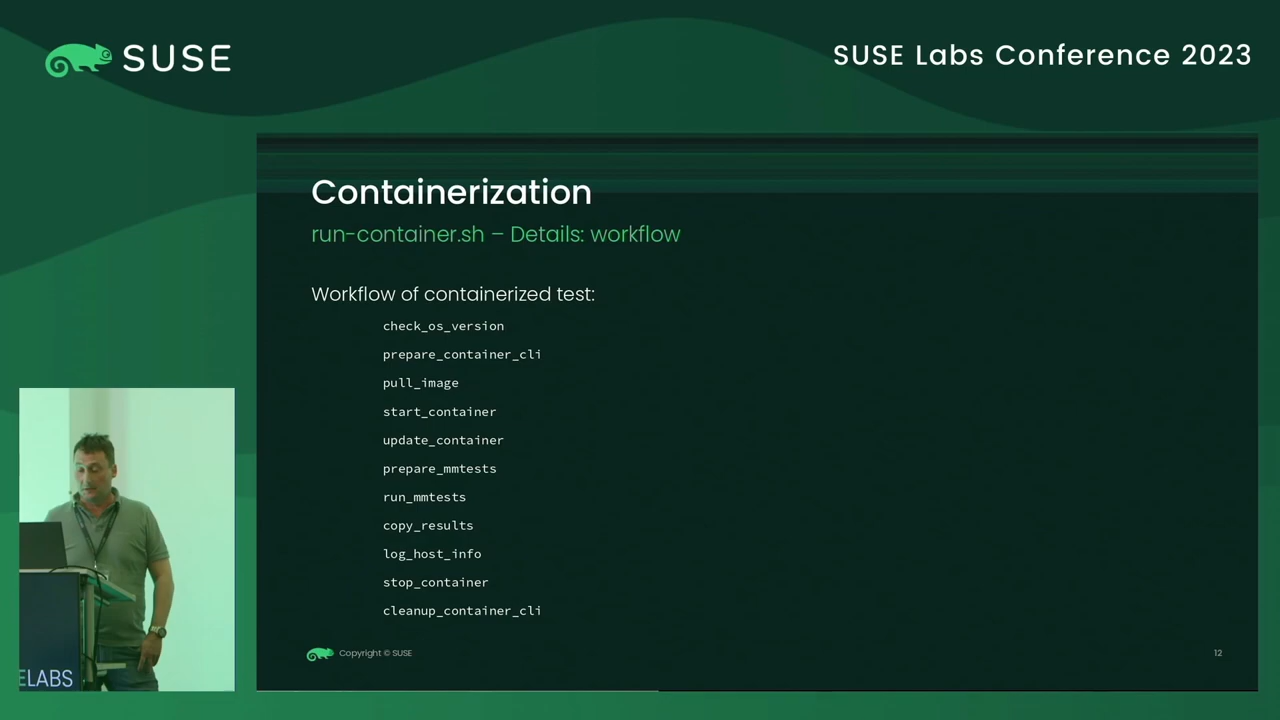 SUSE
SUSE Labs Conference 2023
Containerization
run-container.sh – Details: workflow
Workflow of containerized test:
check_os_version
prepare_container_cli
pull_image
start_container
update_container
prepare_mmtests
run_mmtests
copy_results
log_host_info
stop_container
cleanup_container_cli
Copyright © SUSE
12
ELABS